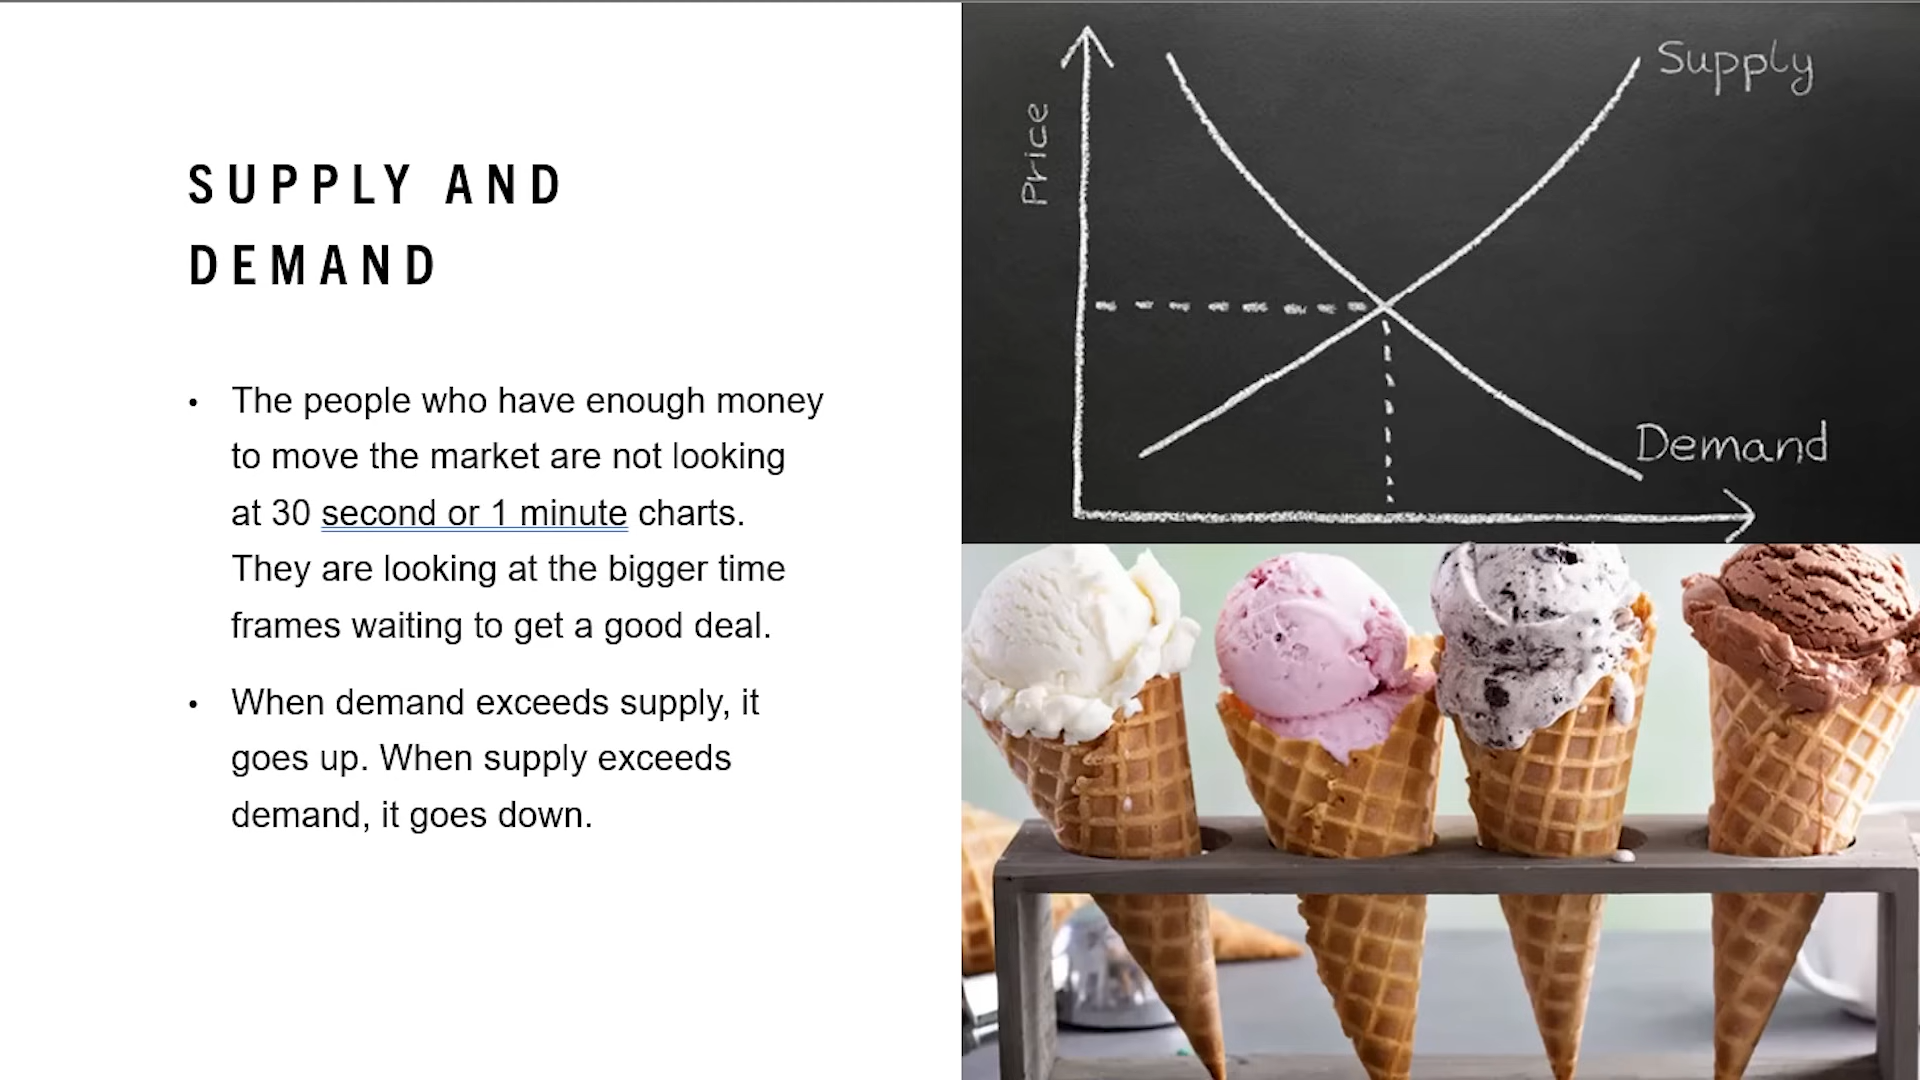 SUPPLY AND
DEMAND
• The people who have enough money
to move the market are not looking
at 30 second or 1 minute charts.
They are looking at the bigger time
frames waiting to get a good deal.
• When demand exceeds supply, it
goes up. When supply exceeds
demand, it goes down.
Price
Supply
Demand